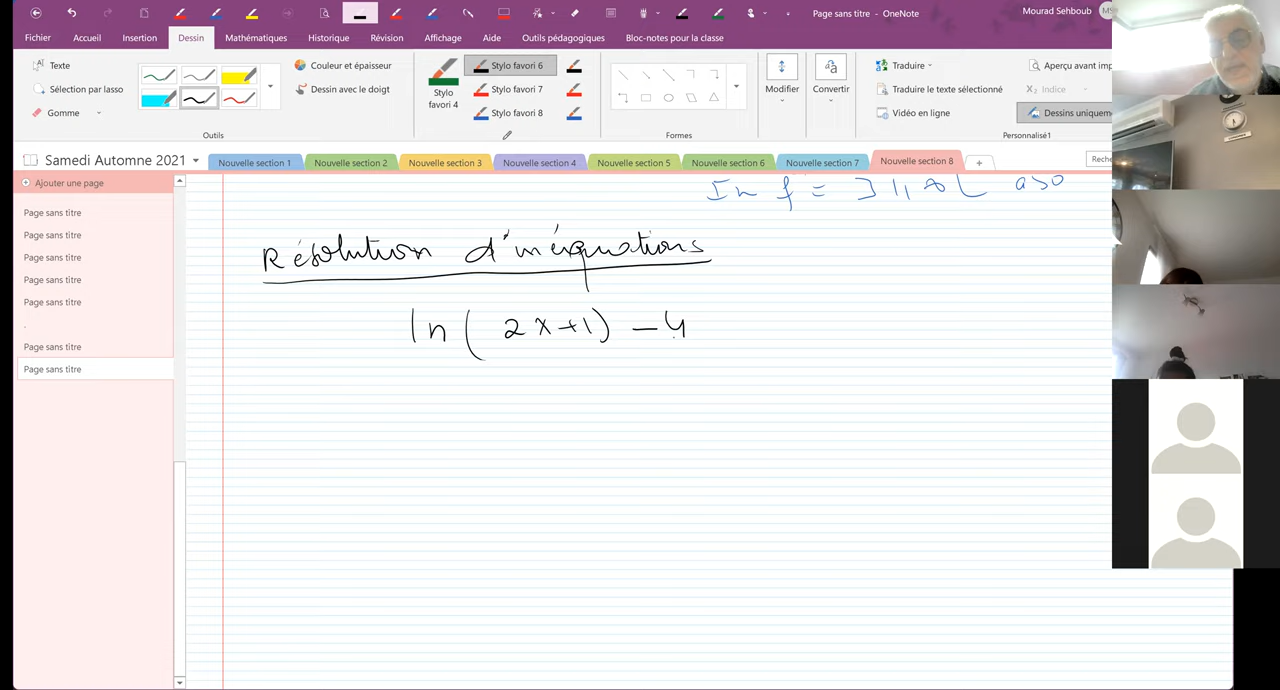 Page sans titre - OneNote
Mourad Sehboub
MS
Fichier Accueil Insertion Dessin Mathématiques Historique Révision Affichage Aide Outils pédagogiques Bloc-notes pour la classe
Texte
Sélection par lasso
Gomme
Outils
Stylo favori 4
Stylo favori 6
Stylo favori 7
Stylo favori 8
Couleur et épaisseur
Dessin avec le doigt
Formes
Modifier
Convertir
Traduire
Traduire le texte sélectionné
Vidéo en ligne
Aperçu avant imp
Indice
Dessins uniqueme
Personnalisé1
Samedi Automne 2021
Nouvelle section 1 Nouvelle section 2 Nouvelle section 3 Nouvelle section 4 Nouvelle section 5 Nouvelle section 6 Nouvelle section 7 Nouvelle section 8
Reche
Ajouter une page
Page sans titre
Page sans titre
Page sans titre
Page sans titre
Page sans titre
.
Page sans titre
Page sans titre
Im f =
Résolution d'inéquations
ln( 2x+1) -4